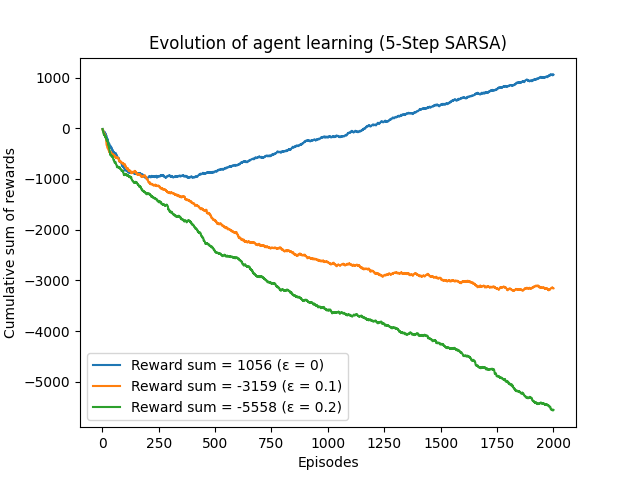 Evolution of agent learning (5-Step SARSA)
Cumulative sum of rewards
1000
0
−1000
−2000
−3000
−4000
−5000
Reward sum = 1056 (ε = 0)
Reward sum = -3159 (ε = 0.1)
Reward sum = -5558 (ε = 0.2)
0 250 500 750 1000 1250 1500 1750 2000
Episodes